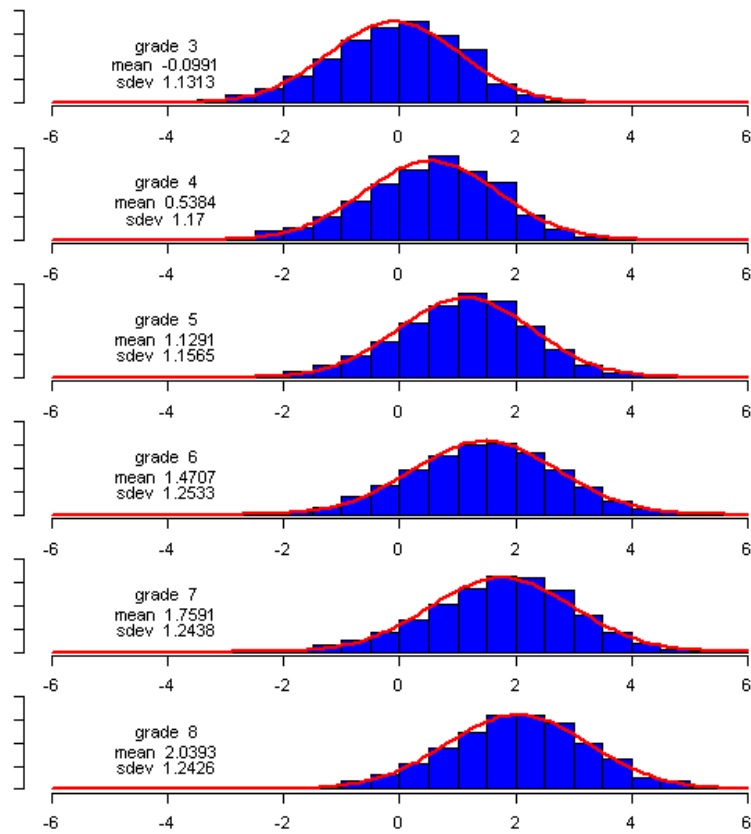 grade 3
mean -0.0991
sdev 1.1313
-6 -4 -2 0 2 4 6
grade 4
mean 0.5384
sdev 1.17
-6 -4 -2 0 2 4 6
grade 5
mean 1.1291
sdev 1.1565
-6 -4 -2 0 2 4 6
grade 6
mean 1.4707
sdev 1.2533
-6 -4 -2 0 2 4 6
grade 7
mean 1.7591
sdev 1.2438
-6 -4 -2 0 2 4 6
grade 8
mean 2.0393
sdev 1.2426
-6 -4 -2 0 2 4 6